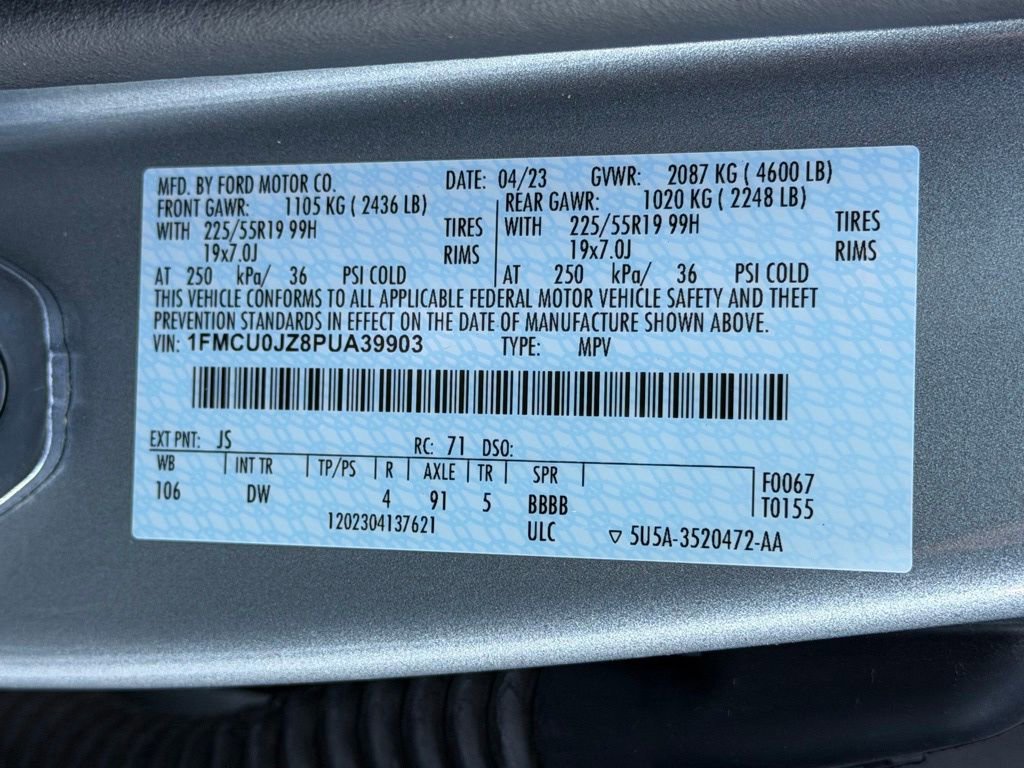 MFD. BY FORD MOTOR CO. DATE: 04/23 GVWR: 2087 KG ( 4600 LB)
FRONT GAWR: 1105 KG ( 2436 LB) REAR GAWR: 1020 KG ( 2248 LB)
WITH 225/55R19 99H TIRES WITH 225/55R19 99H TIRES
19x7.0J RIMS 19x7.0J RIMS
AT 250 kPa/ 36 PSI COLD AT 250 kPa/ 36 PSI COLD
THIS VEHICLE CONFORMS TO ALL APPLICABLE FEDERAL MOTOR VEHICLE SAFETY AND THEFT
PREVENTION STANDARDS IN EFFECT ON THE DATE OF MANUFACTURE SHOWN ABOVE.
VIN: 1FMCU0JZ8PUA39903 TYPE: MPV
EXT PNT: JS RC: 71 DSO:
WB INT TR TP/PS R AXLE TR SPR F0067
106 DW 4 91 5 BBBB T0155
1202304137621 ULC ▽ 5U5A-3520472-AA